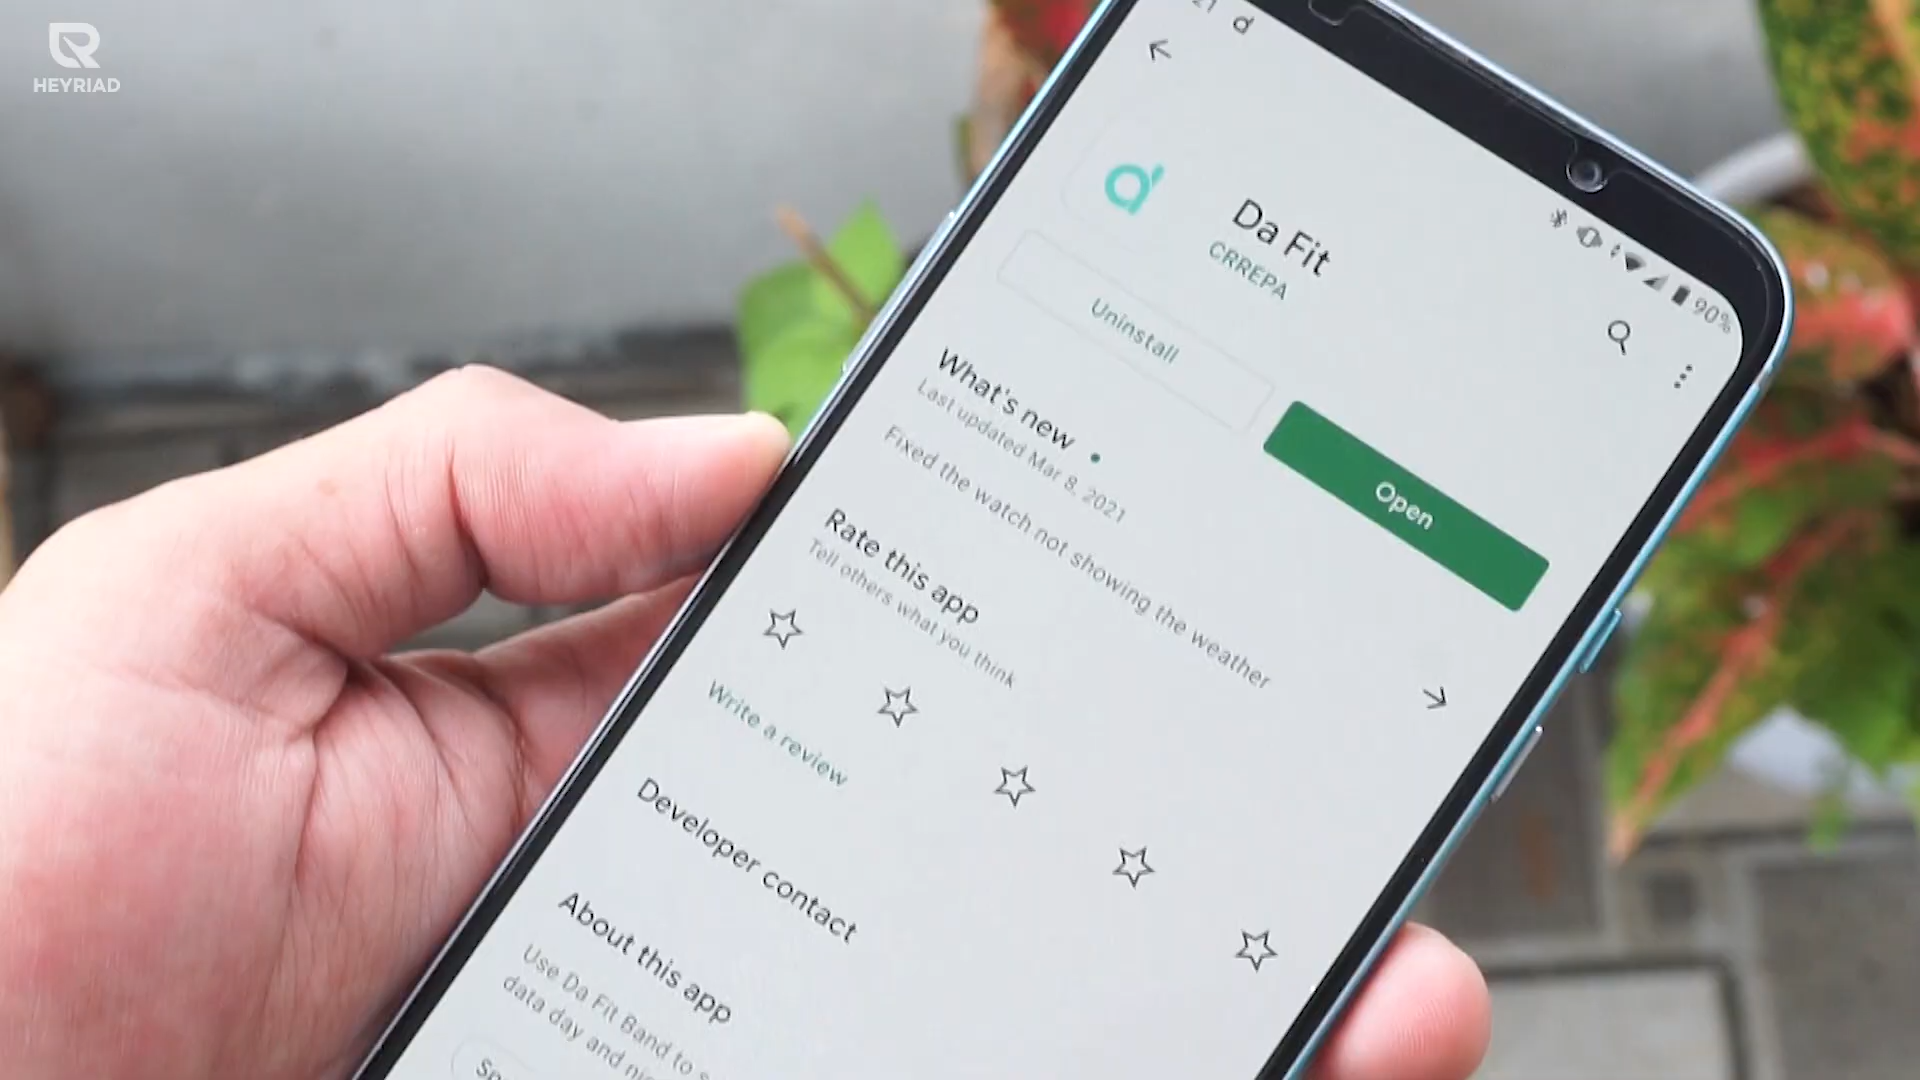 HEYRIAD
21
90%
Da Fit
CRREPA
Uninstall
Open
What's new
Last updated Mar 8, 2021
Fixed the watch not showing the weather
Rate this app
Tell others what you think
Write a review
Developer contact
About this app
Use Da Fit Band to
data day and